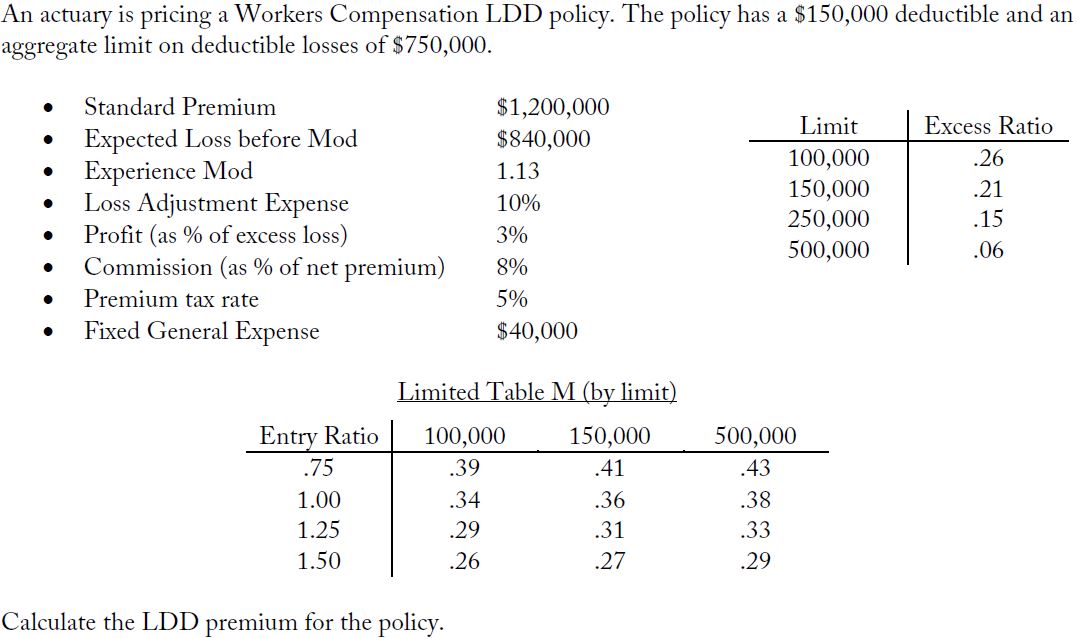 An actuary is pricing a Workers Compensation LDD policy. The policy has a $150,000 deductible and an
aggregate limit on deductible losses of $750,000.
• Standard Premium $1,200,000
• Expected Loss before Mod $840,000
• Experience Mod 1.13
• Loss Adjustment Expense 10%
• Profit (as % of excess loss) 3%
• Commission (as % of net premium) 8%
• Premium tax rate 5%
• Fixed General Expense $40,000
Limit Excess Ratio
100,000 .26
150,000 .21
250,000 .15
500,000 .06
Limited Table M (by limit)
Entry Ratio 100,000 150,000 500,000
.75 .39 .41 .43
1.00 .34 .36 .38
1.25 .29 .31 .33
1.50 .26 .27 .29
Calculate the LDD premium for the policy.